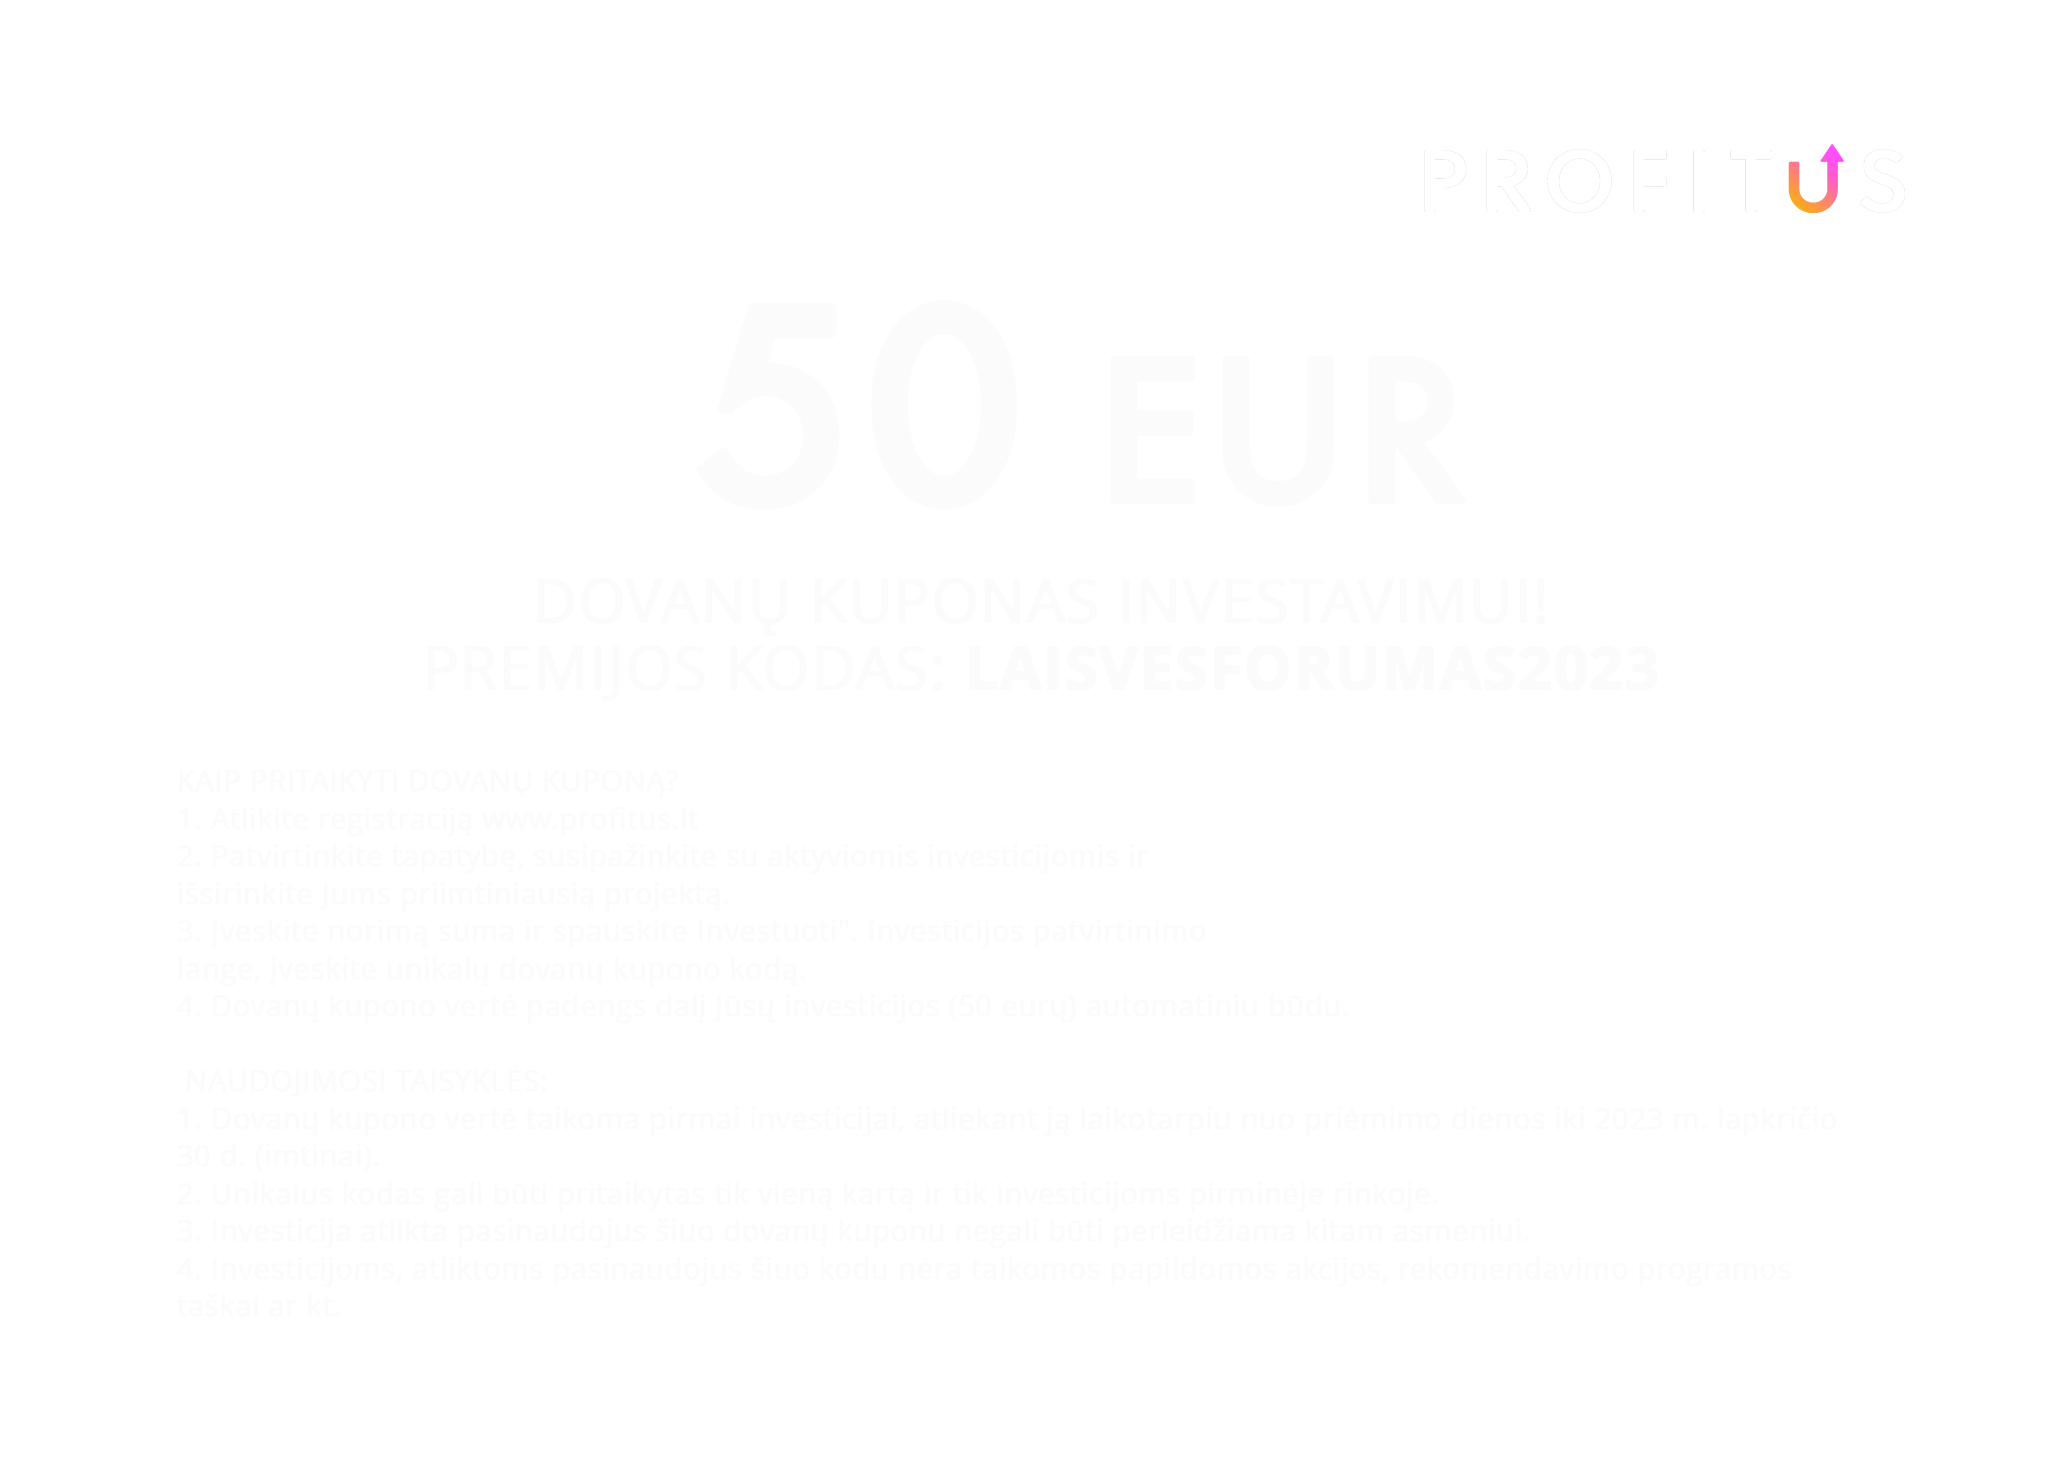 PROFITUS
50 EUR
DOVANŲ KUPONAS INVESTAVIMUI!
PREMIJOS KODAS: LAISVESFORUMAS2023
KAIP PRITAIKYTI DOVANŲ KUPONĄ?
1. Atlikite registraciją www.profitus.lt
2. Patvirtinkite tapatybę, susipažinkite su aktyviomis investicijomis ir
išsirinkite Jums priimtiniausią projektą.
3. Įveskite norimą suma ir spauskite Investuoti". Investicijos patvirtinimo
lange, įveskite unikalų dovanų kupono kodą.
4. Dovanų kupono vertė padengs dalį Jūsų investicijos (50 eurų) automatiniu būdu.
NAUDOJIMOSI TAISYKLĖS:
1. Dovanų kupono vertė taikoma pirmai investicijai, atliekant ją laikotarpiu nuo priėmimo dienos iki 2023 m. lapkričio
30 d. (imtinai).
2. Unikalus kodas gali būti pritaikytas tik vieną kartą ir tik investicijoms pirminėje rinkoje.
3. Investicija atlikta pasinaudojus šiuo dovanų kuponu negali būti perleidžiama kitam asmeniui.
4. Investicijoms, atliktoms pasinaudojus šiuo kodu nėra taikomos papildomos akcijos, rekomendavimo programos
taškai ar kt.